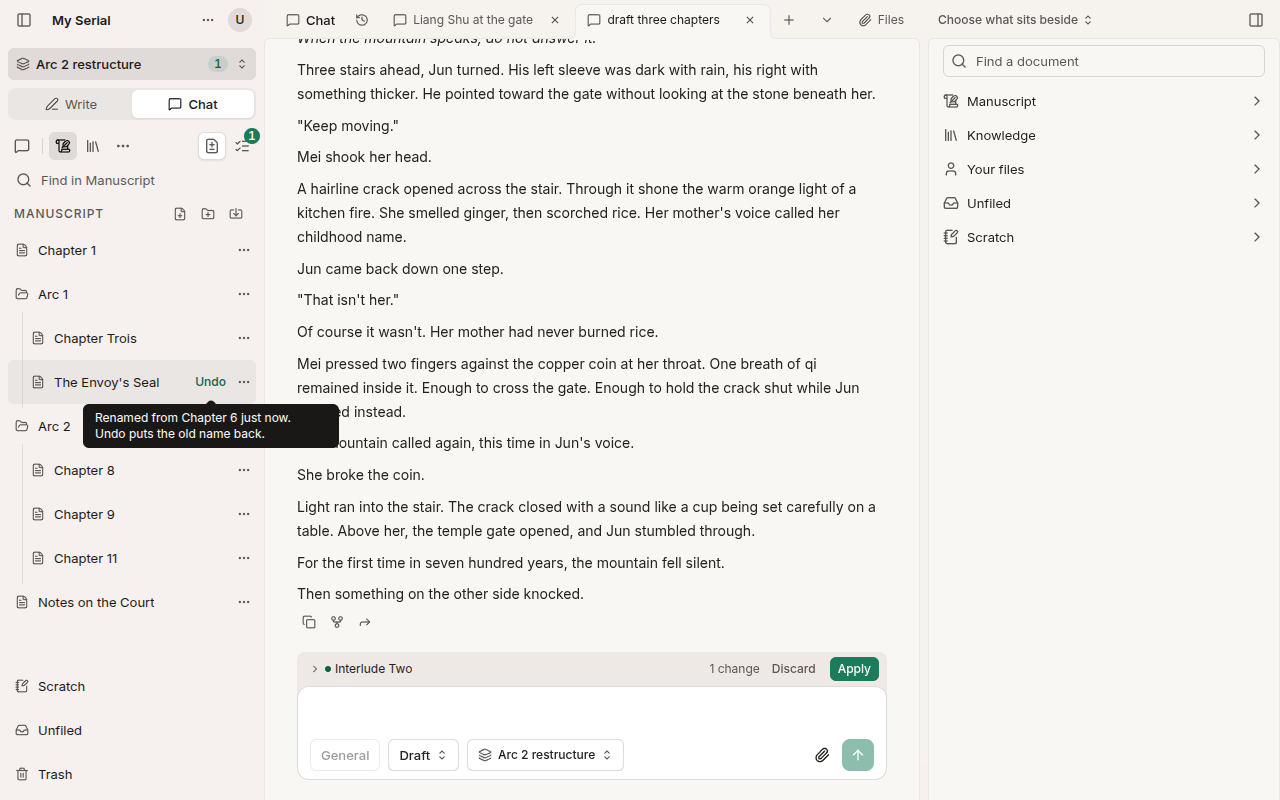 My Serial
U
Arc 2 restructure
1
Write
Chat
1
Find in Manuscript
MANUSCRIPT
Chapter 1
Arc 1
Chapter Trois
The Envoy's Seal
Undo
Renamed from Chapter 6 just now.
Undo puts the old name back.
Arc 2
Chapter 8
Chapter 9
Chapter 11
Notes on the Court
Scratch
Unfiled
Trash
Chat
Liang Shu at the gate
draft three chapters
Files
When the mountain speaks, do not answer it.
Three stairs ahead, Jun turned. His left sleeve was dark with rain, his right with
something thicker. He pointed toward the gate without looking at the stone beneath her.
"Keep moving."
Mei shook her head.
A hairline crack opened across the stair. Through it shone the warm orange light of a
kitchen fire. She smelled ginger, then scorched rice. Her mother's voice called her
childhood name.
Jun came back down one step.
"That isn't her."
Of course it wasn't. Her mother had never burned rice.
Mei pressed two fingers against the copper coin at her throat. One breath of qi
remained inside it. Enough to cross the gate. Enough to hold the crack shut while Jun
instead.
called again, this time in Jun's voice.
She broke the coin.
Light ran into the stair. The crack closed with a sound like a cup being set carefully on a
table. Above her, the temple gate opened, and Jun stumbled through.
For the first time in seven hundred years, the mountain fell silent.
Then something on the other side knocked.
Interlude Two
1 change
Discard
Apply
General
Draft
Arc 2 restructure
Choose what sits beside
Find a document
Manuscript
Knowledge
Your files
Unfiled
Scratch